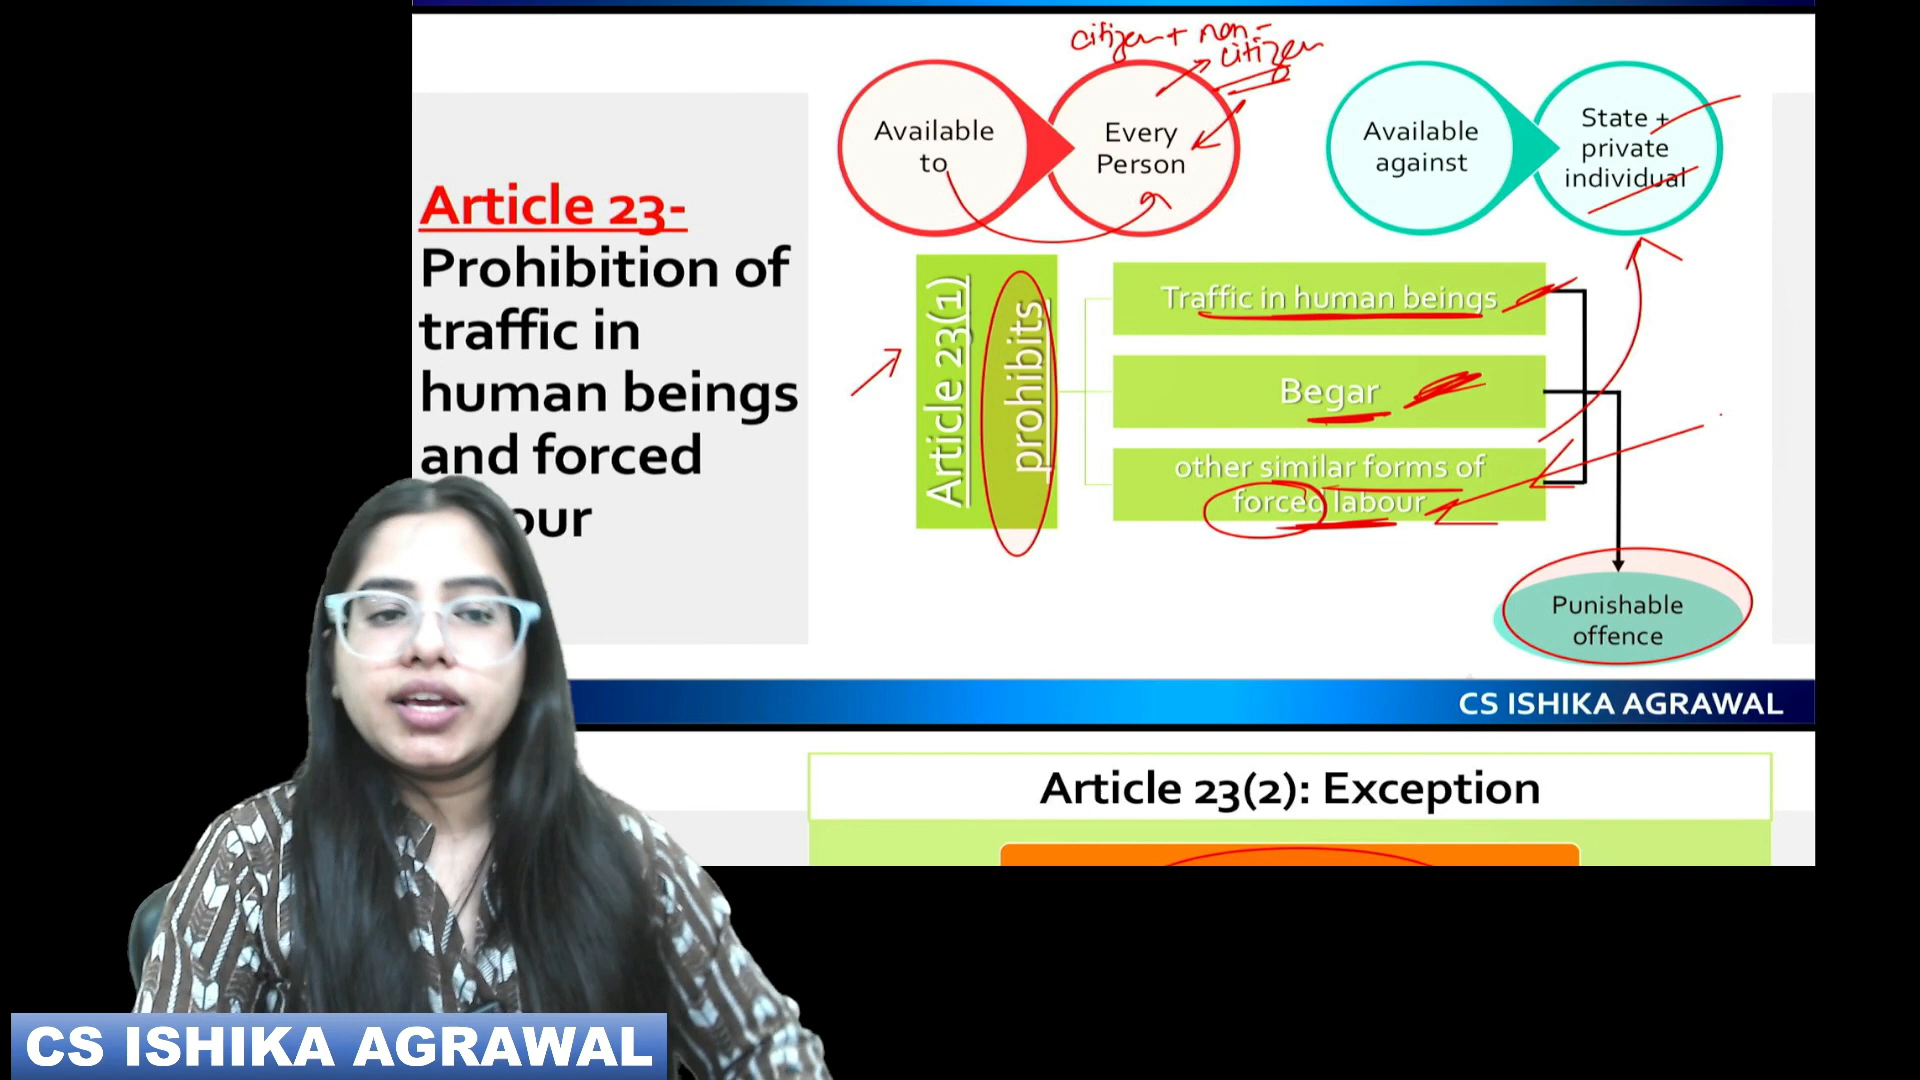 Article 23-
Prohibition of
traffic in
human beings
and forced
our
citizen + non-
citizen
Available
to
Every
Person
Available
against
State +
private
individual
Article 23(1)
prohibits
Traffic in human beings
Begar
other similar forms of
forced labour
Punishable
offence
CS ISHIKA AGRAWAL
Article 23(2): Exception
CS ISHIKA AGRAWAL